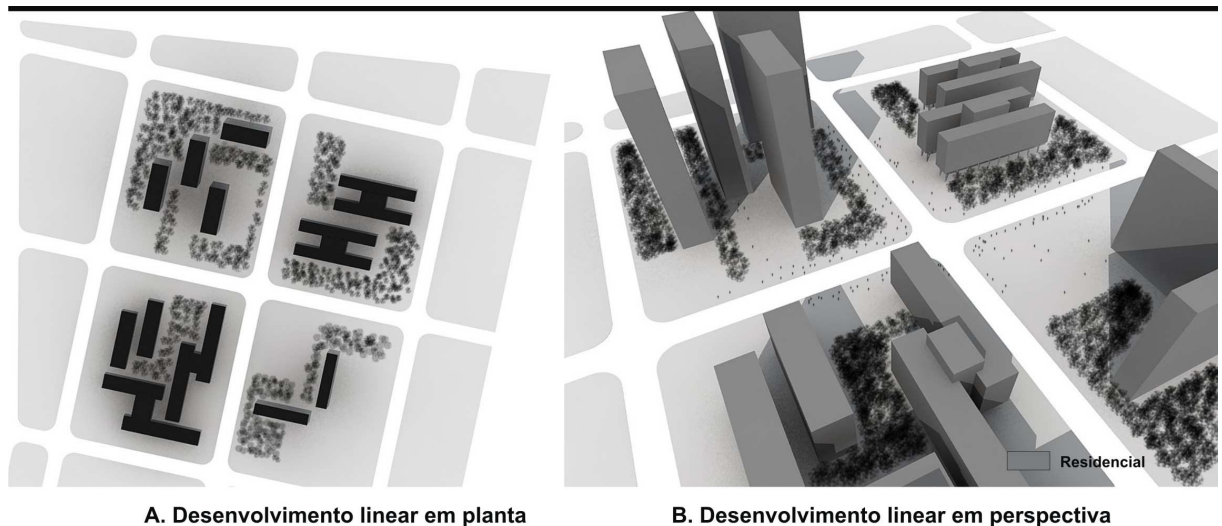 Residencial
A. Desenvolvimento linear em planta
B. Desenvolvimento linear em perspectiva